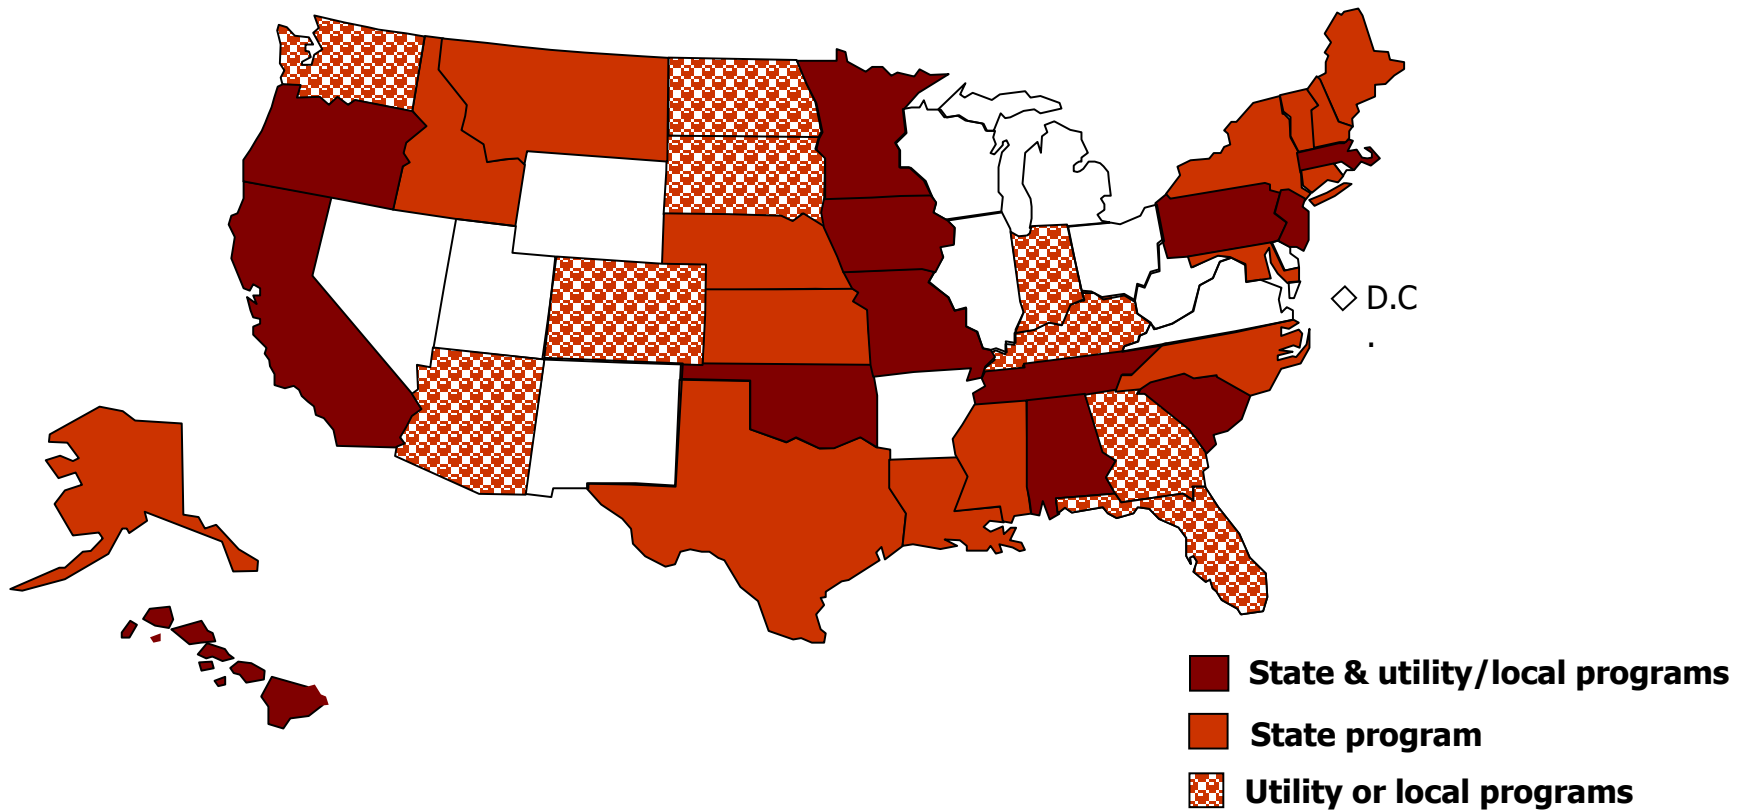 D.C
.
State & utility/local programs
State program
Utility or local programs